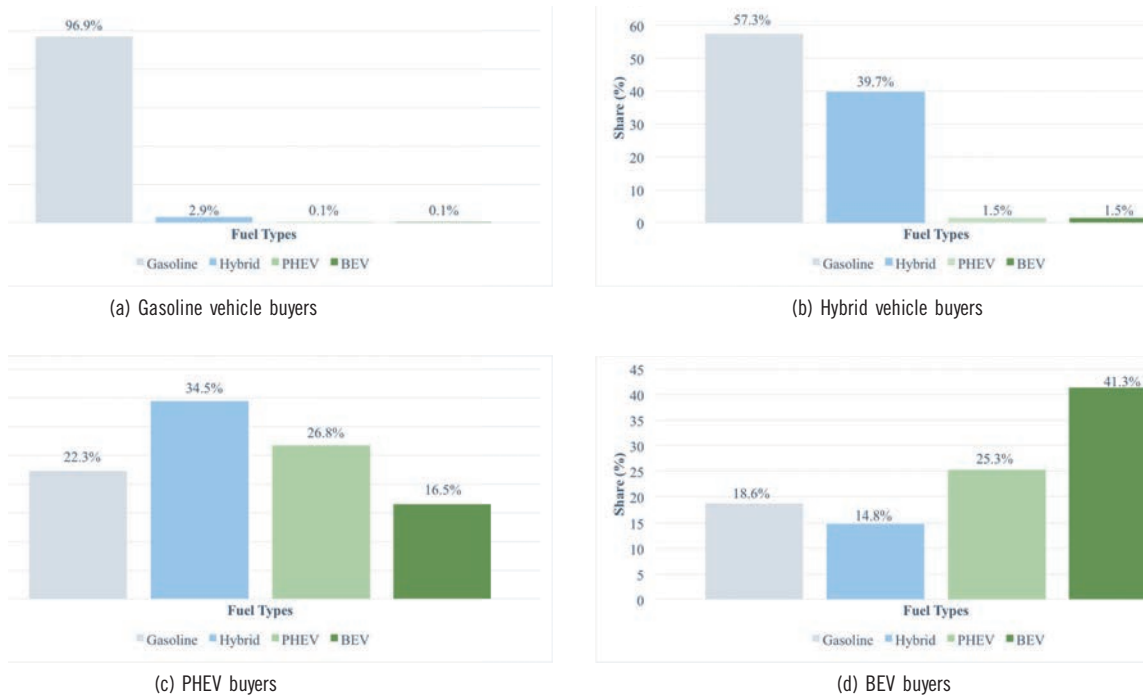 96.9%
2.9%
0.1%
0.1%
Fuel Types
Gasoline Hybrid PHEV BEV
(a) Gasoline vehicle buyers
60
50
40
30
20
10
0
Share (%)
57.3%
39.7%
1.5%
1.5%
Fuel Types
Gasoline Hybrid PHEV BEV
(b) Hybrid vehicle buyers
22.3%
34.5%
26.8%
16.5%
Fuel Types
Gasoline Hybrid PHEV BEV
(c) PHEV buyers
45
40
35
30
25
20
15
10
5
0
Share (%)
18.6%
14.8%
25.3%
41.3%
Fuel Types
Gasoline Hybrid PHEV BEV
(d) BEV buyers